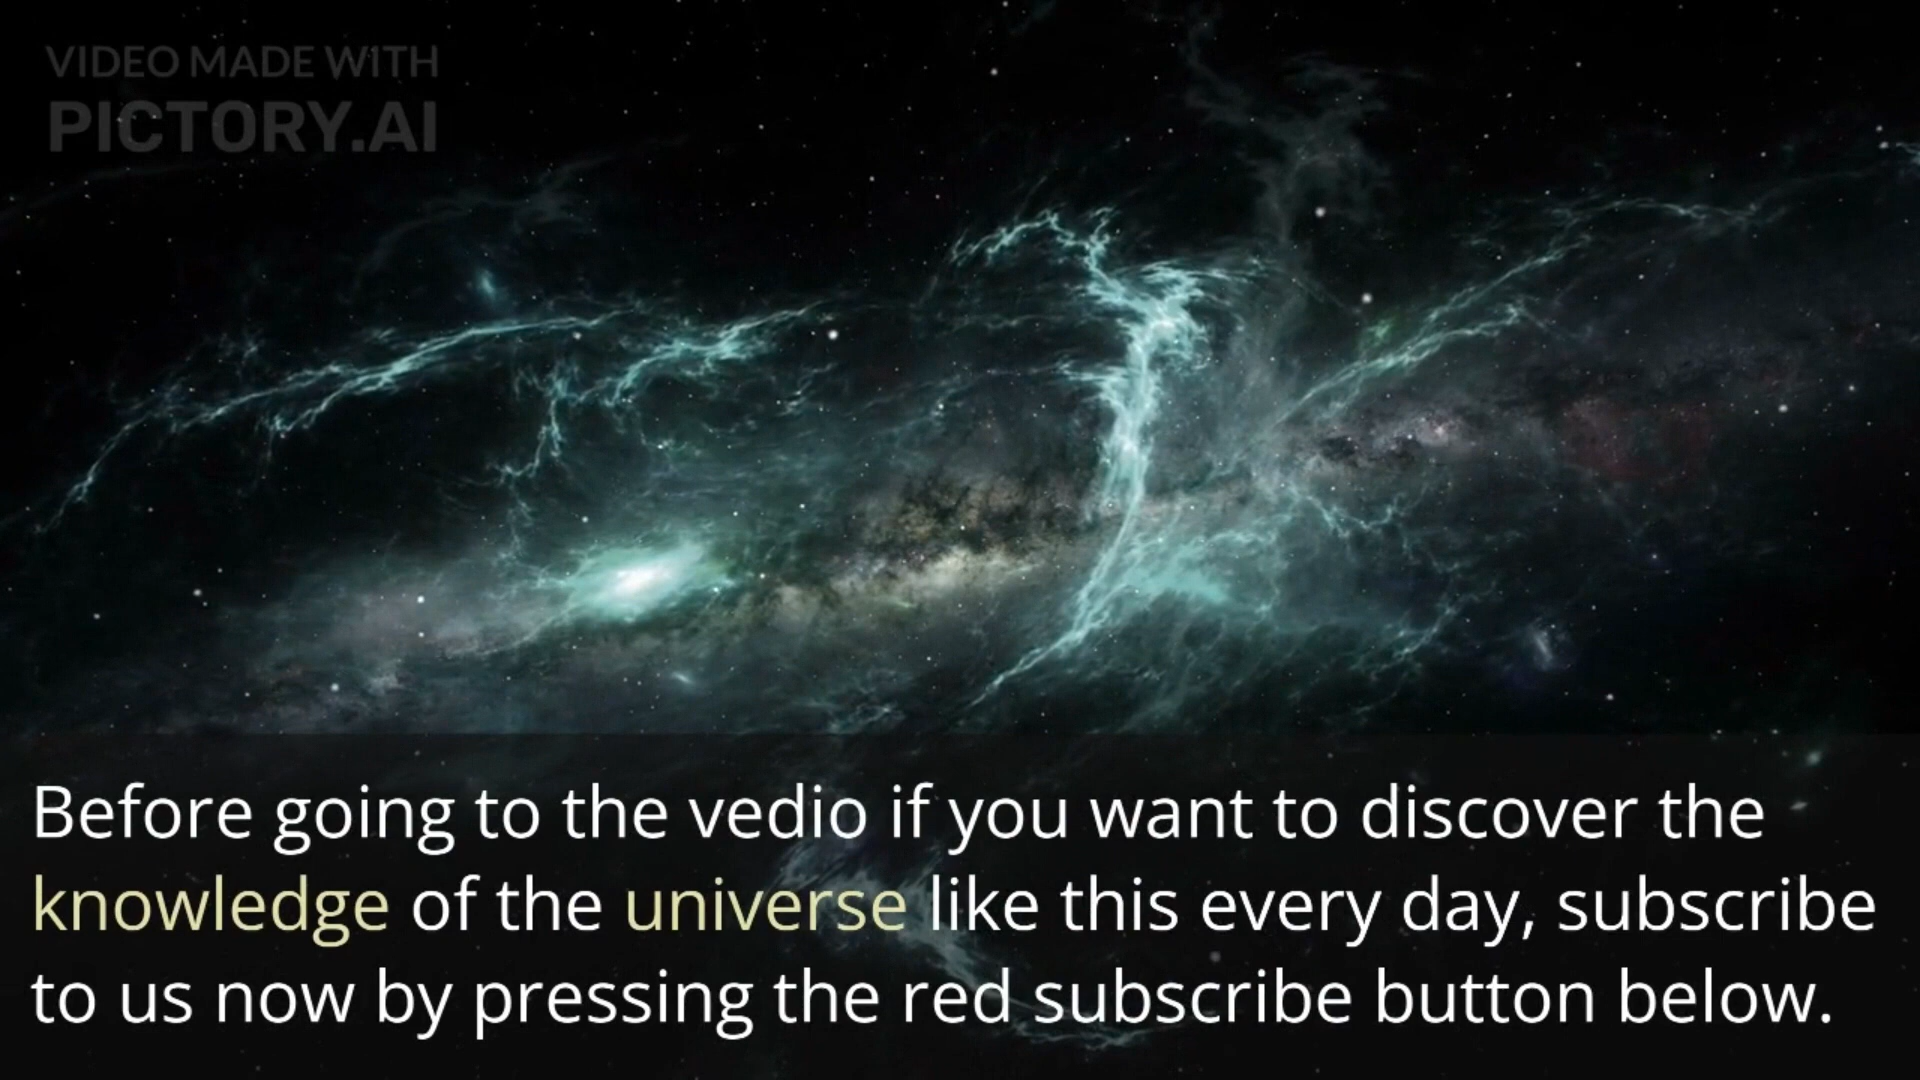 VIDEO MADE WITH
PICTORY.AI
Before going to the vedio if you want to discover the
knowledge of the universe like this every day, subscribe
to us now by pressing the red subscribe button below.